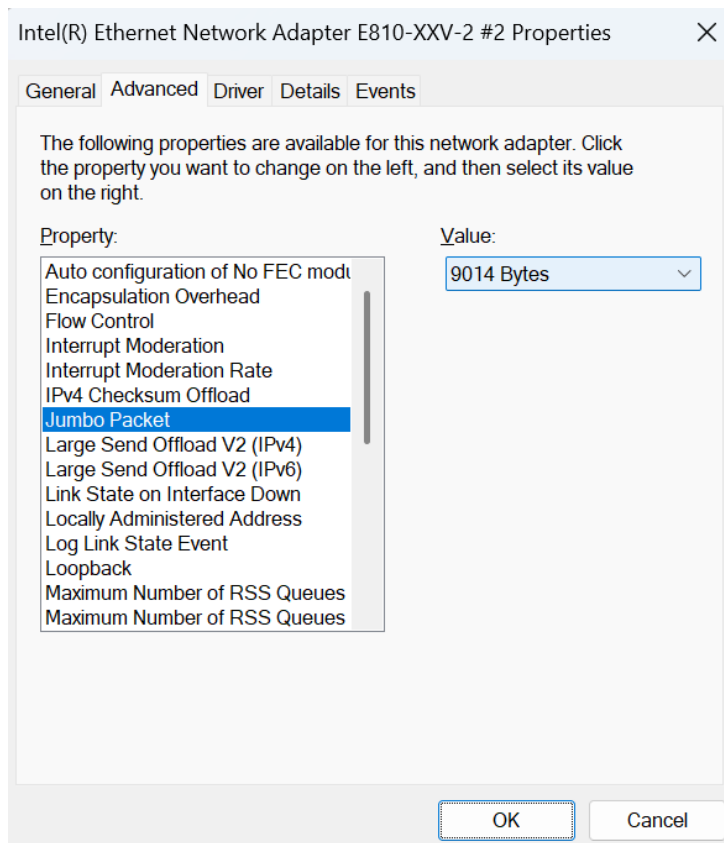 Intel(R) Ethernet Network Adapter E810-XXV-2 #2 Properties
General Advanced Driver Details Events
The following properties are available for this network adapter. Click
the property you want to change on the left, and then select its value
on the right.
Property: Value:
Auto configuration of No FEC modu 9014 Bytes
Encapsulation Overhead
Flow Control
Interrupt Moderation
Interrupt Moderation Rate
IPv4 Checksum Offload
Jumbo Packet
Large Send Offload V2 (IPv4)
Large Send Offload V2 (IPv6)
Link State on Interface Down
Locally Administered Address
Log Link State Event
Loopback
Maximum Number of RSS Queues
Maximum Number of RSS Queues
OK Cancel